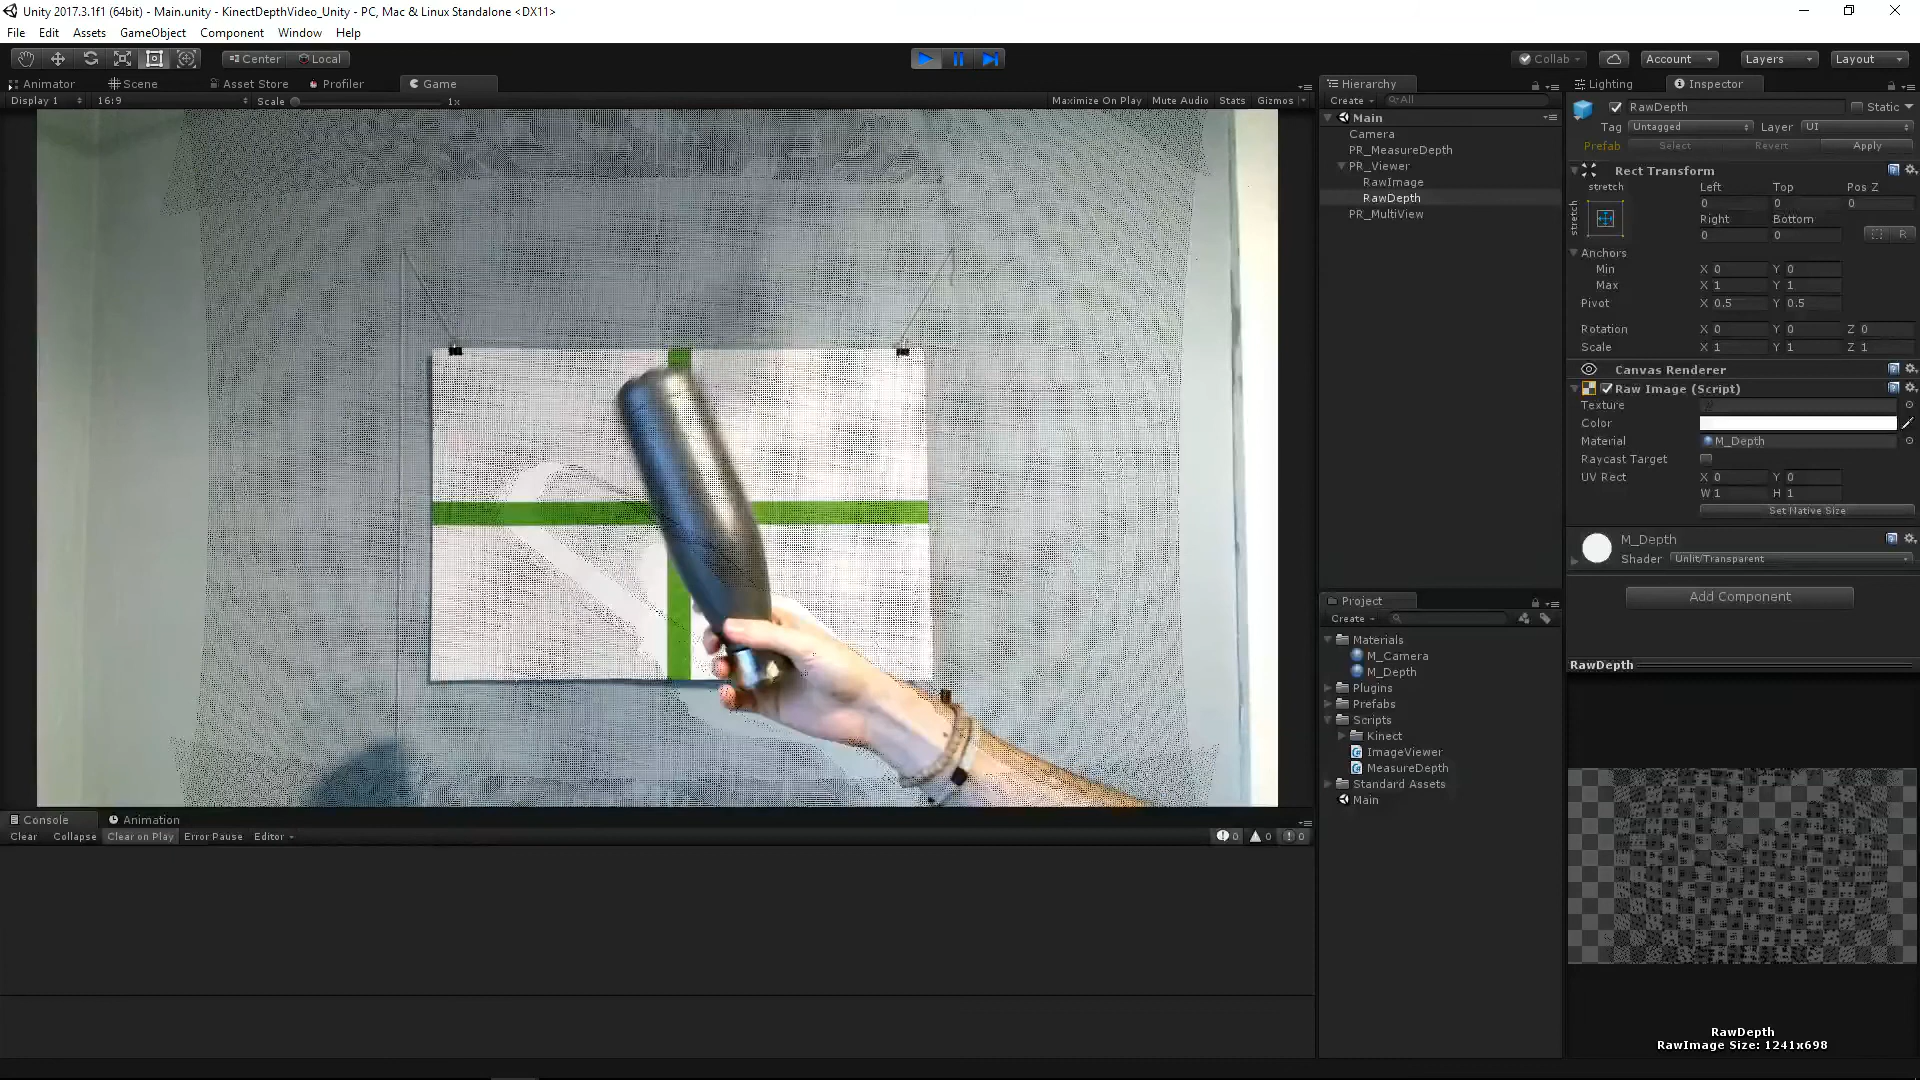 Unity 2017.3.1f1 (64bit) - Main.unity - KinectDepthVideo_Unity - PC, Mac & Linux Standalone <DX11>
File Edit Assets GameObject Component Window Help
Center Local
Collab Account Layers Layout
Animator Scene Asset Store Profiler Game
Display 1 16:9 Scale 1x
Maximize On Play Mute Audio Stats Gizmos
Hierarchy
Create All
Main
Camera
PR_MeasureDepth
PR_Viewer
RawImage
RawDepth
PR_MultiView
Project
Create
Materials
M_Camera
M_Depth
Plugins
Prefabs
Scripts
Kinect
ImageViewer
MeasureDepth
Standard Assets
Main
Lighting Inspector
RawDepth Static
Tag Untagged Layer UI
Prefab Select Revert Apply
Rect Transform
stretch
stretch
Left Top Pos Z
0 0 0
Right Bottom
0 0 R
Anchors
Min X 0 Y 0
Max X 1 Y 1
Pivot X 0.5 Y 0.5
Rotation X 0 Y 0 Z 0
Scale X 1 Y 1 Z 1
Canvas Renderer
Raw Image (Script)
Texture
Color
Material M_Depth
Raycast Target
UV Rect X 0 Y 0
W 1 H 1
Set Native Size
M_Depth
Shader Unlit/Transparent
Add Component
RawDepth
RawDepth
RawImage Size: 1241x698
Console Animation
Clear Collapse Clear on Play Error Pause Editor
0 0 0